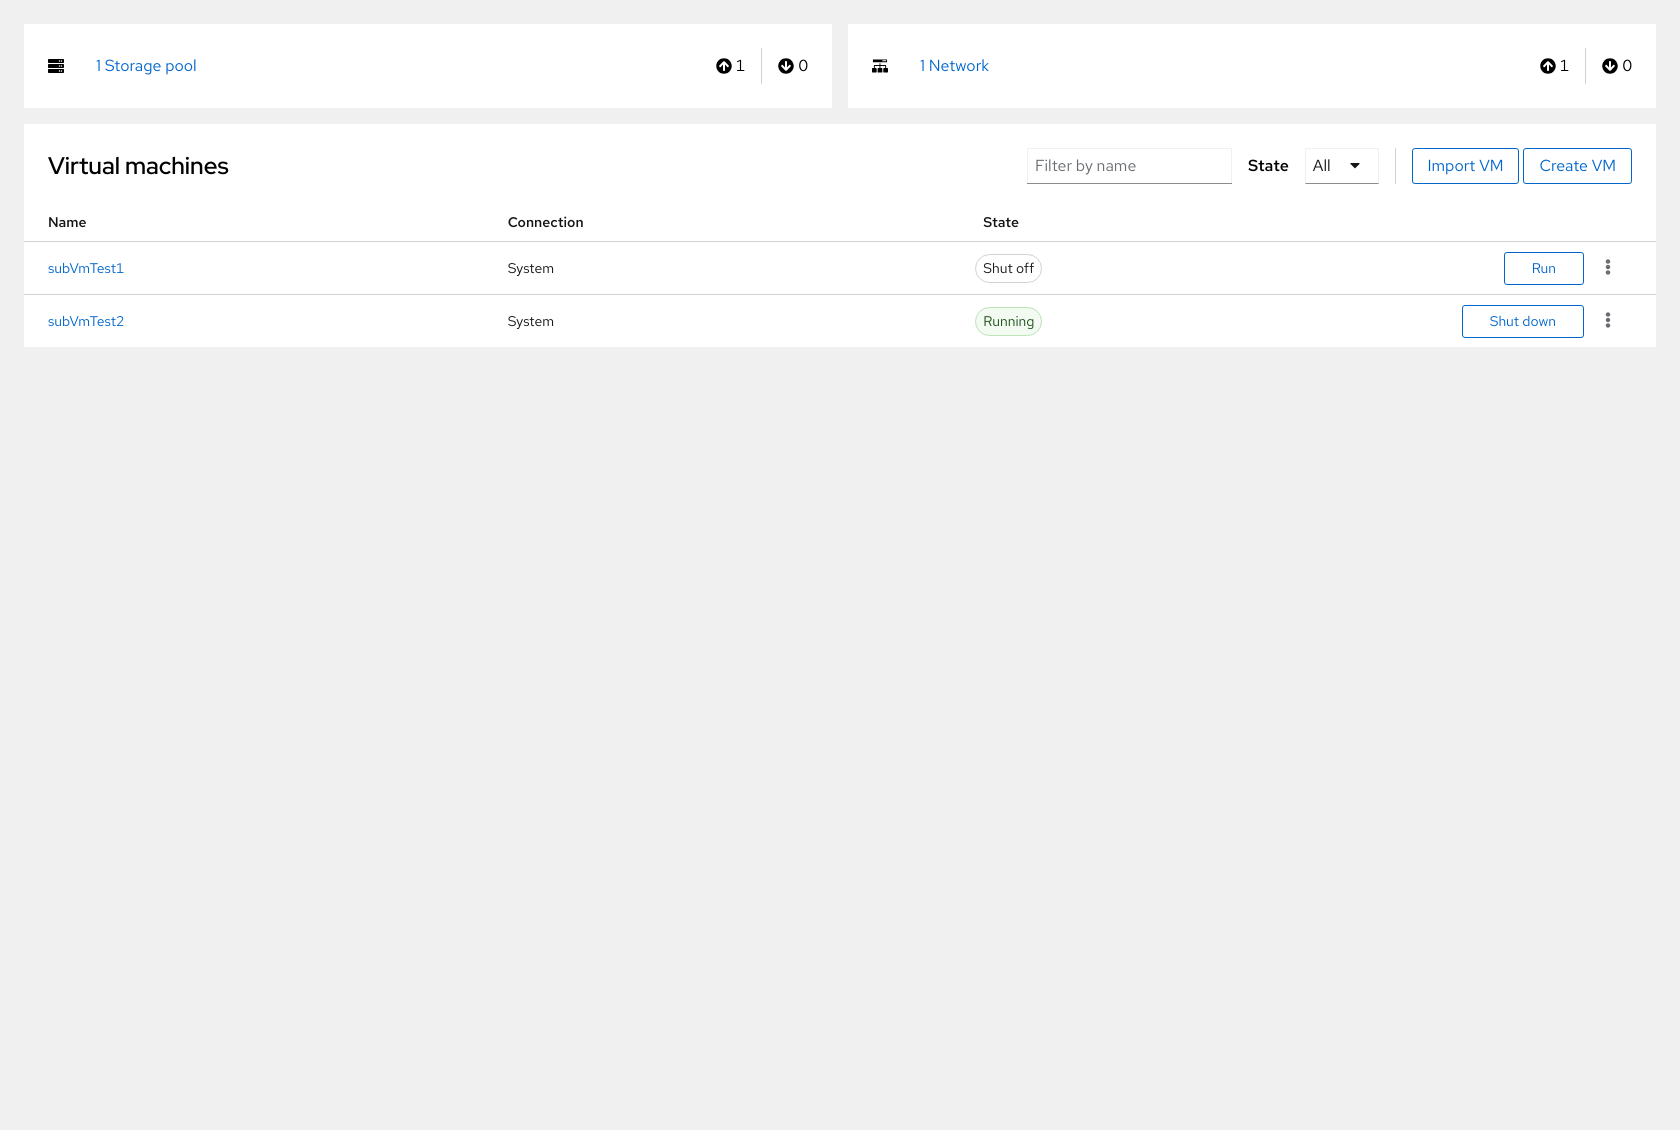 1 Storage pool 1 0 1 Network 1 0
Virtual machines Filter by name State All Import VM Create VM
Name Connection State
subVmTest1 System Shut off Run
subVmTest2 System Running Shut down